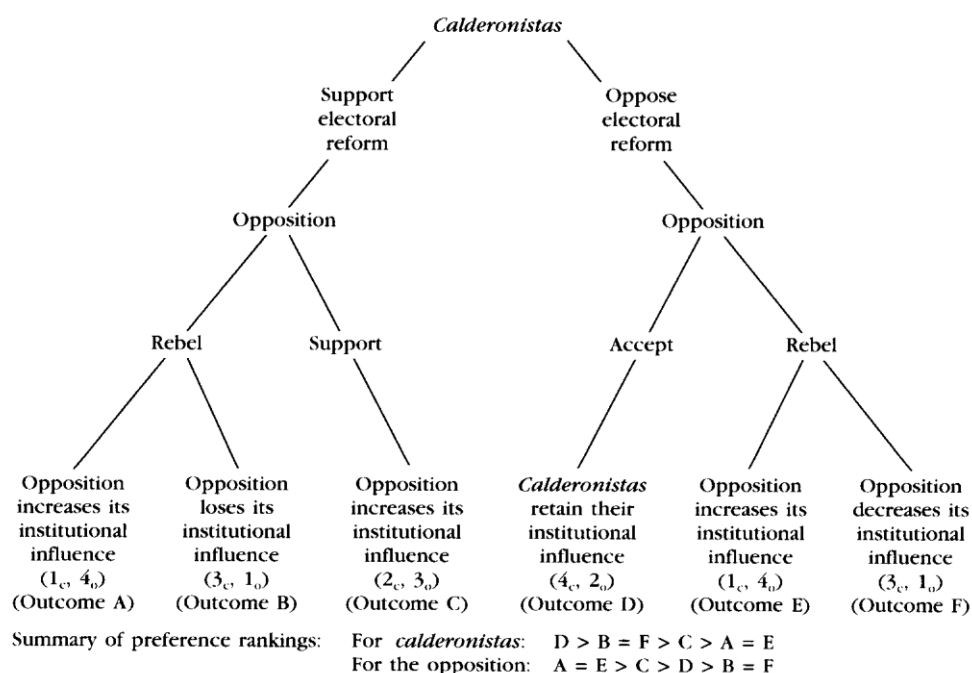 Calderonistas
Support Oppose
electoral electoral
reform reform
Opposition Opposition
Rebel Support Accept Rebel
Opposition Opposition Opposition Calderonistas Opposition Opposition
increases its loses its increases its retain their increases its decreases its
institutional institutional institutional institutional institutional institutional
influence influence influence influence influence influence
(1c, 4o) (3c, 1o) (2c, 3o) (4c, 2o) (1c, 4o) (3c, 1o)
(Outcome A) (Outcome B) (Outcome C) (Outcome D) (Outcome E) (Outcome F)
Summary of preference rankings: For calderonistas: D > B = F > C > A = E
For the opposition: A = E > C > D > B = F